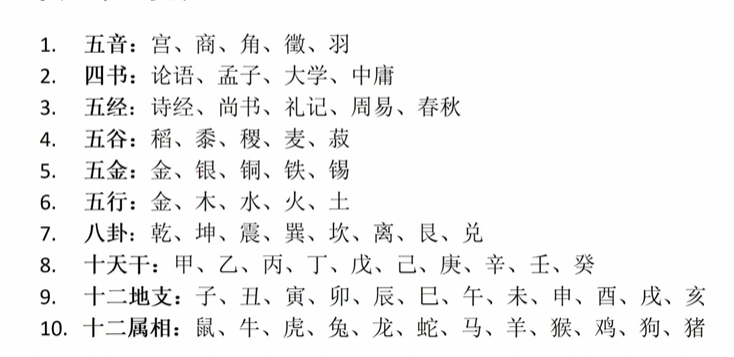 1. 五音：宫、商、角、徵、羽
2. 四书：论语、孟子、大学、中庸
3. 五经：诗经、尚书、礼记、周易、春秋
4. 五谷：稻、黍、稷、麦、菽
5. 五金：金、银、铜、铁、锡
6. 五行：金、木、水、火、土
7. 八卦：乾、坤、震、巽、坎、离、艮、兑
8. 十天干：甲、乙、丙、丁、戊、己、庚、辛、壬、癸
9. 十二地支：子、丑、寅、卯、辰、巳、午、未、申、酉、戌、亥
10. 十二属相：鼠、牛、虎、兔、龙、蛇、马、羊、猴、鸡、狗、猪